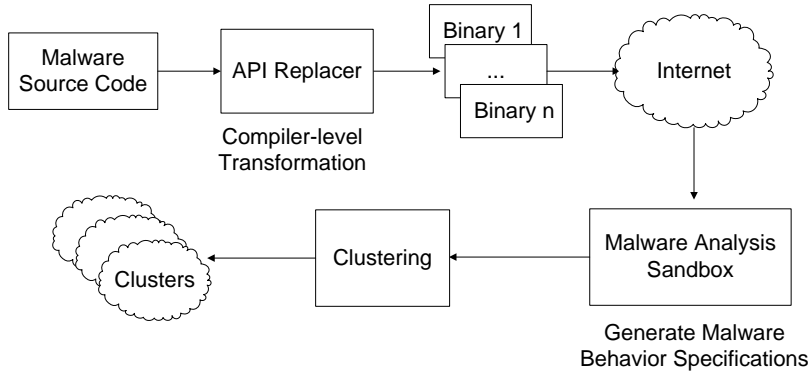 Malware
Source Code
API Replacer
Compiler-level
Transformation
Binary 1
...
Binary n
Internet
Malware Analysis
Sandbox
Generate Malware
Behavior Specifications
Clustering
Clusters